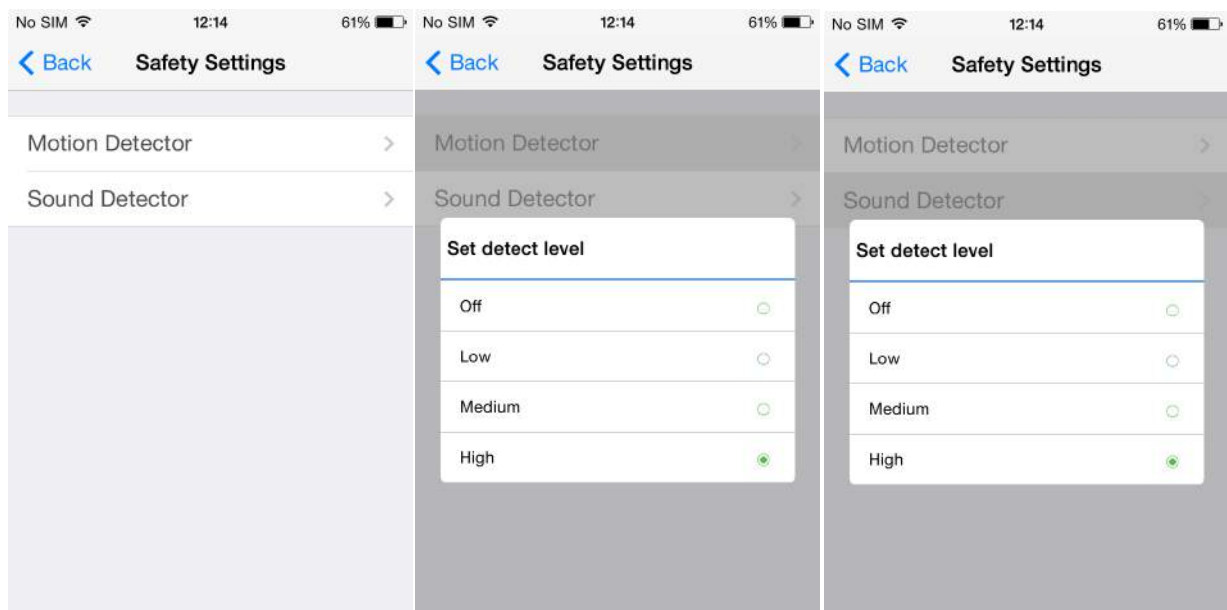 No SIM 12:14 61%
Back Safety Settings
Motion Detector
Sound Detector
No SIM 12:14 61%
Back Safety Settings
Motion Detector
Sound Detector
Set detect level
Off
Low
Medium
High
No SIM 12:14 61%
Back Safety Settings
Motion Detector
Sound Detector
Set detect level
Off
Low
Medium
High